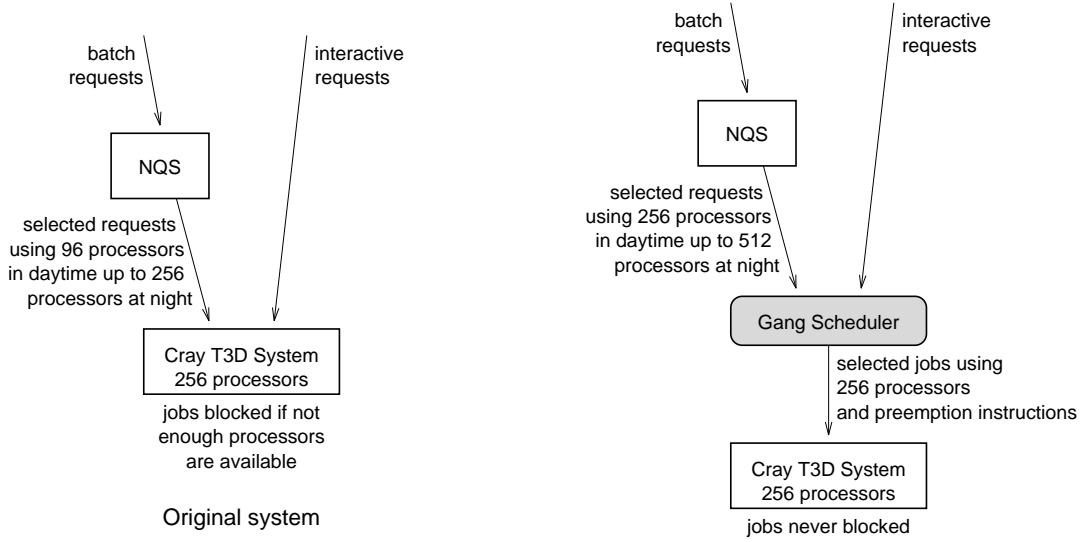 batch
requests
interactive
requests
NQS
selected requests
using 96 processors
in daytime up to 256
processors at night
Cray T3D System
256 processors
jobs blocked if not
enough processors
are available
Original system
batch
requests
interactive
requests
NQS
selected requests
using 256 processors
in daytime up to 512
processors at night
Gang Scheduler
selected jobs using
256 processors
and preemption instructions
Cray T3D System
256 processors
jobs never blocked